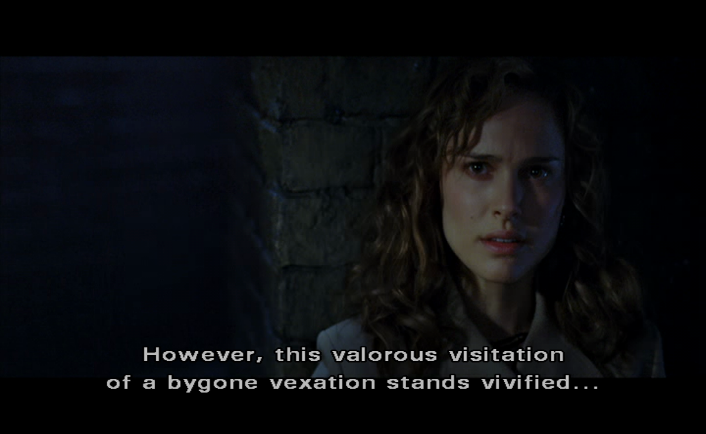 However, this valorous visitation
of a bygone vexation stands vivified...